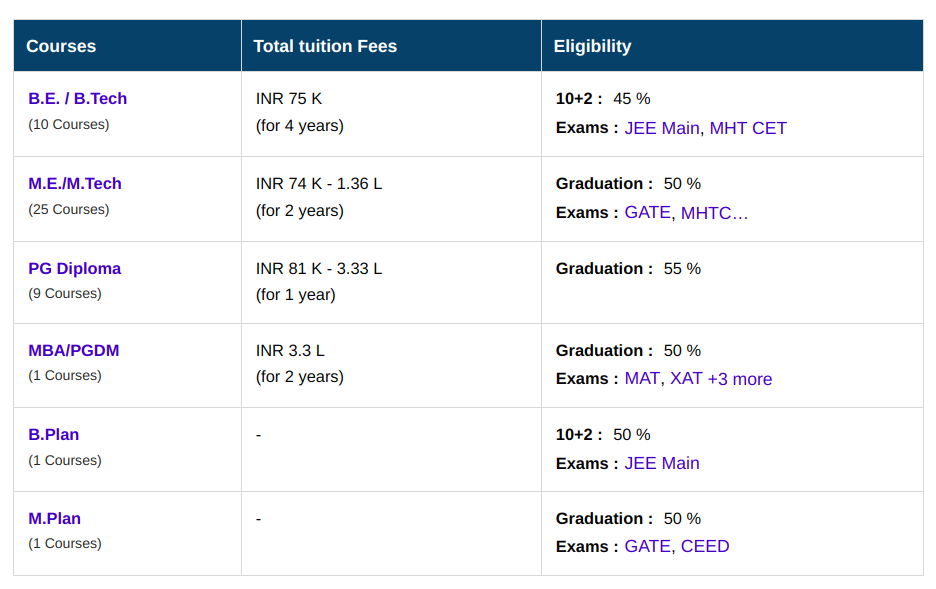 Courses Total tuition Fees Eligibility
B.E. / B.Tech INR 75 K 10+2 : 45 %
(10 Courses) (for 4 years) Exams : JEE Main, MHT CET
M.E./M.Tech INR 74 K - 1.36 L Graduation : 50 %
(25 Courses) (for 2 years) Exams : GATE, MHTC...
PG Diploma INR 81 K - 3.33 L Graduation : 55 %
(9 Courses) (for 1 year)
MBA/PGDM INR 3.3 L Graduation : 50 %
(1 Courses) (for 2 years) Exams : MAT, XAT +3 more
B.Plan - 10+2 : 50 %
(1 Courses) Exams : JEE Main
M.Plan - Graduation : 50 %
(1 Courses) Exams : GATE, CEED